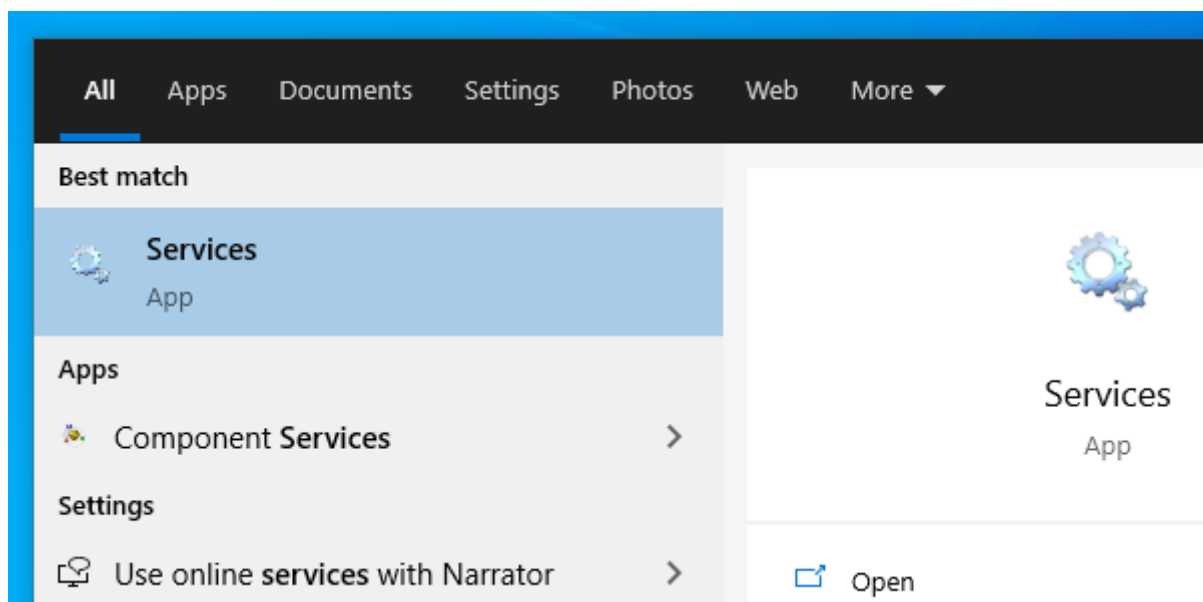 All Apps Documents Settings Photos Web More
Best match
Services
App
Apps
Component Services
Settings
Use online services with Narrator
Services
App
Open